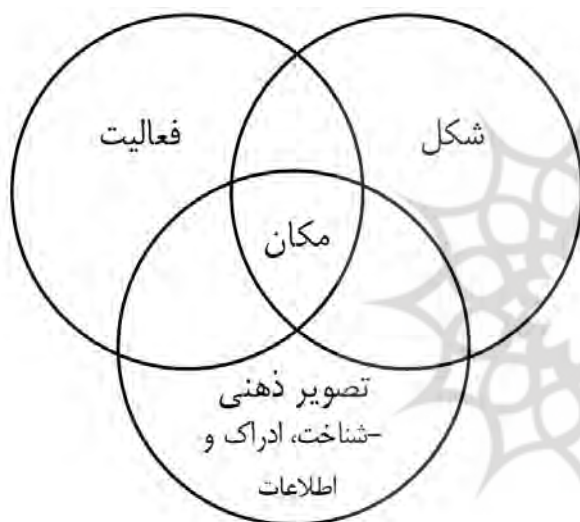 شکل
فعالیت
مکان
تصویر ذهنی
-شناخت، ادراک و
اطلاعات